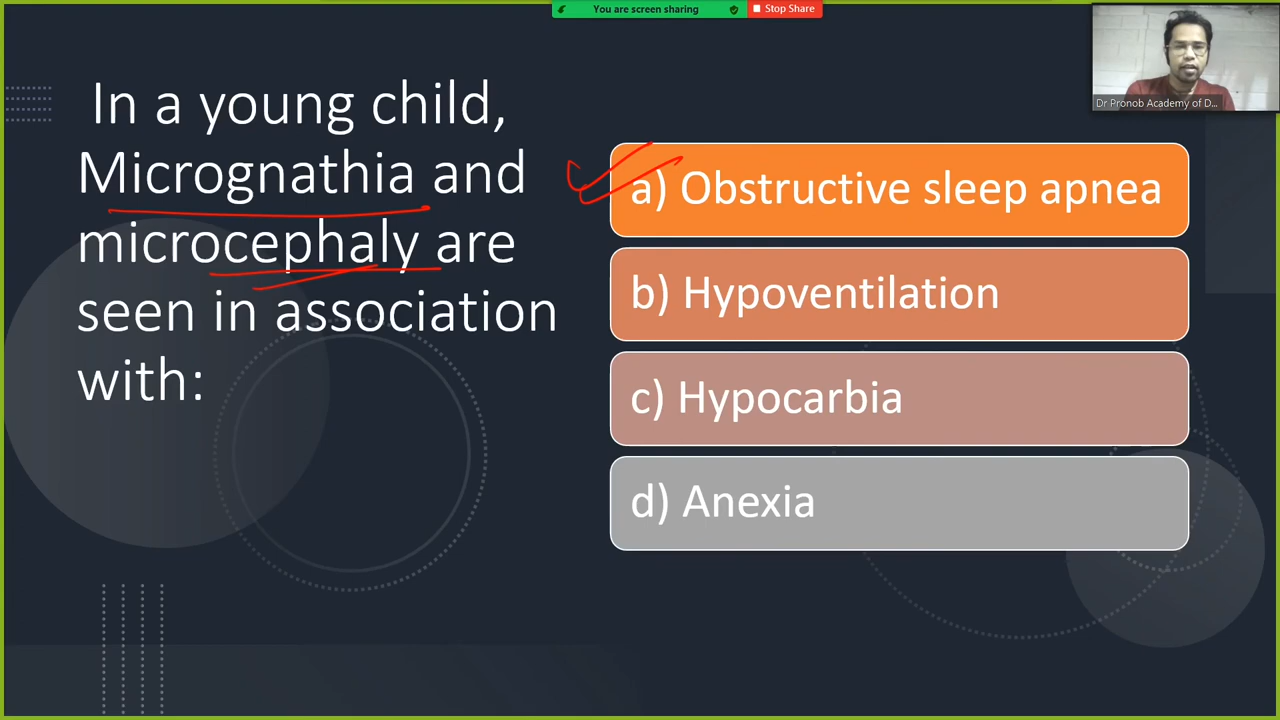 You are screen sharing
Stop Share
Dr Pronob Academy of D...
In a young child,
Micrognathia and
microcephaly are
seen in association
with:
a) Obstructive sleep apnea
b) Hypoventilation
c) Hypocarbia
d) Anexia